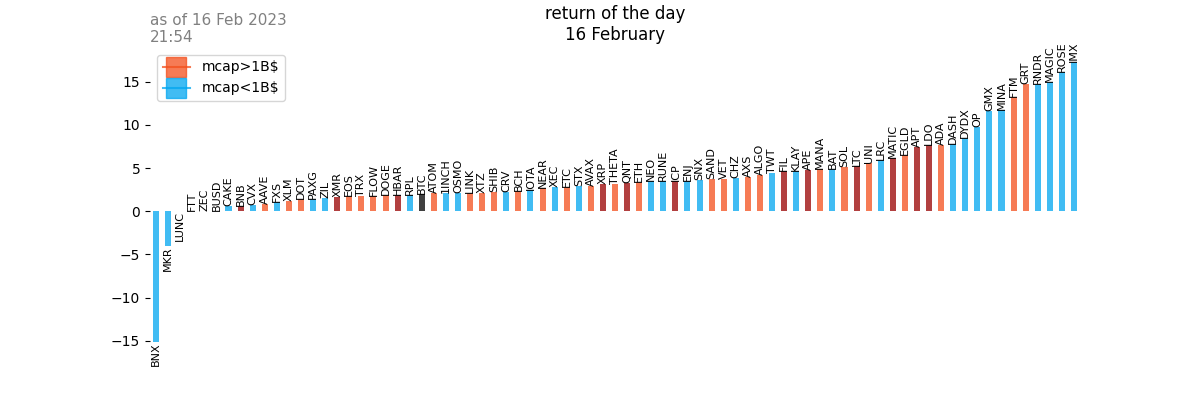 as of 16 Feb 2023
21:54
return of the day
16 February
mcap>1B$
mcap<1B$
15
10
5
0
−5
−10
−15
BNX
MKR
LUNC
FTT
ZEC
BUSD
CAKE
BNB
CVX
AAVE
FXS
XLM
DOT
PAXG
ZIL
XMR
EOS
TRX
FLOW
DOGE
HBAR
RPL
BTC
ATOM
1INCH
OSMO
LINK
XTZ
SHIB
CRV
BCH
IOTA
NEAR
XEC
ETC
STX
AVAX
XRP
THETA
QNT
ETH
NEO
RUNE
ICP
ENJ
SNX
SAND
VET
CHZ
AXS
ALGO
TWT
FIL
KLAY
APE
MANA
BAT
SOL
LTC
UNI
LRC
MATIC
EGLD
APT
LDO
ADA
DASH
DYDX
OP
GMX
MINA
FTM
GRT
RNDR
MAGIC
ROSE
IMX